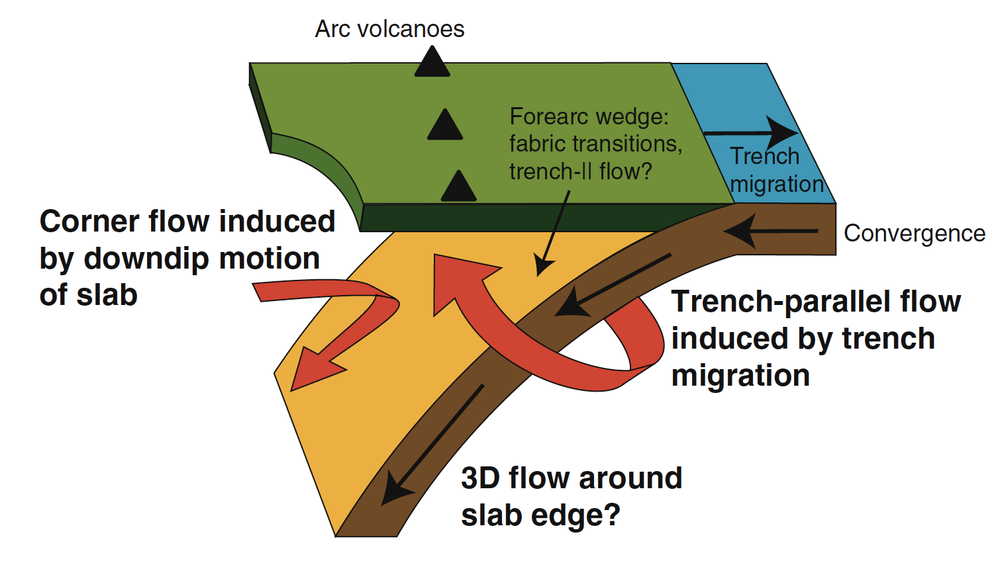 Arc volcanoes
Forearc wedge:
fabric transitions,
trench-II flow?
Trench
migration
Corner flow induced
by downdip motion
of slab
Convergence
Trench-parallel flow
induced by trench
migration
3D flow around
slab edge?